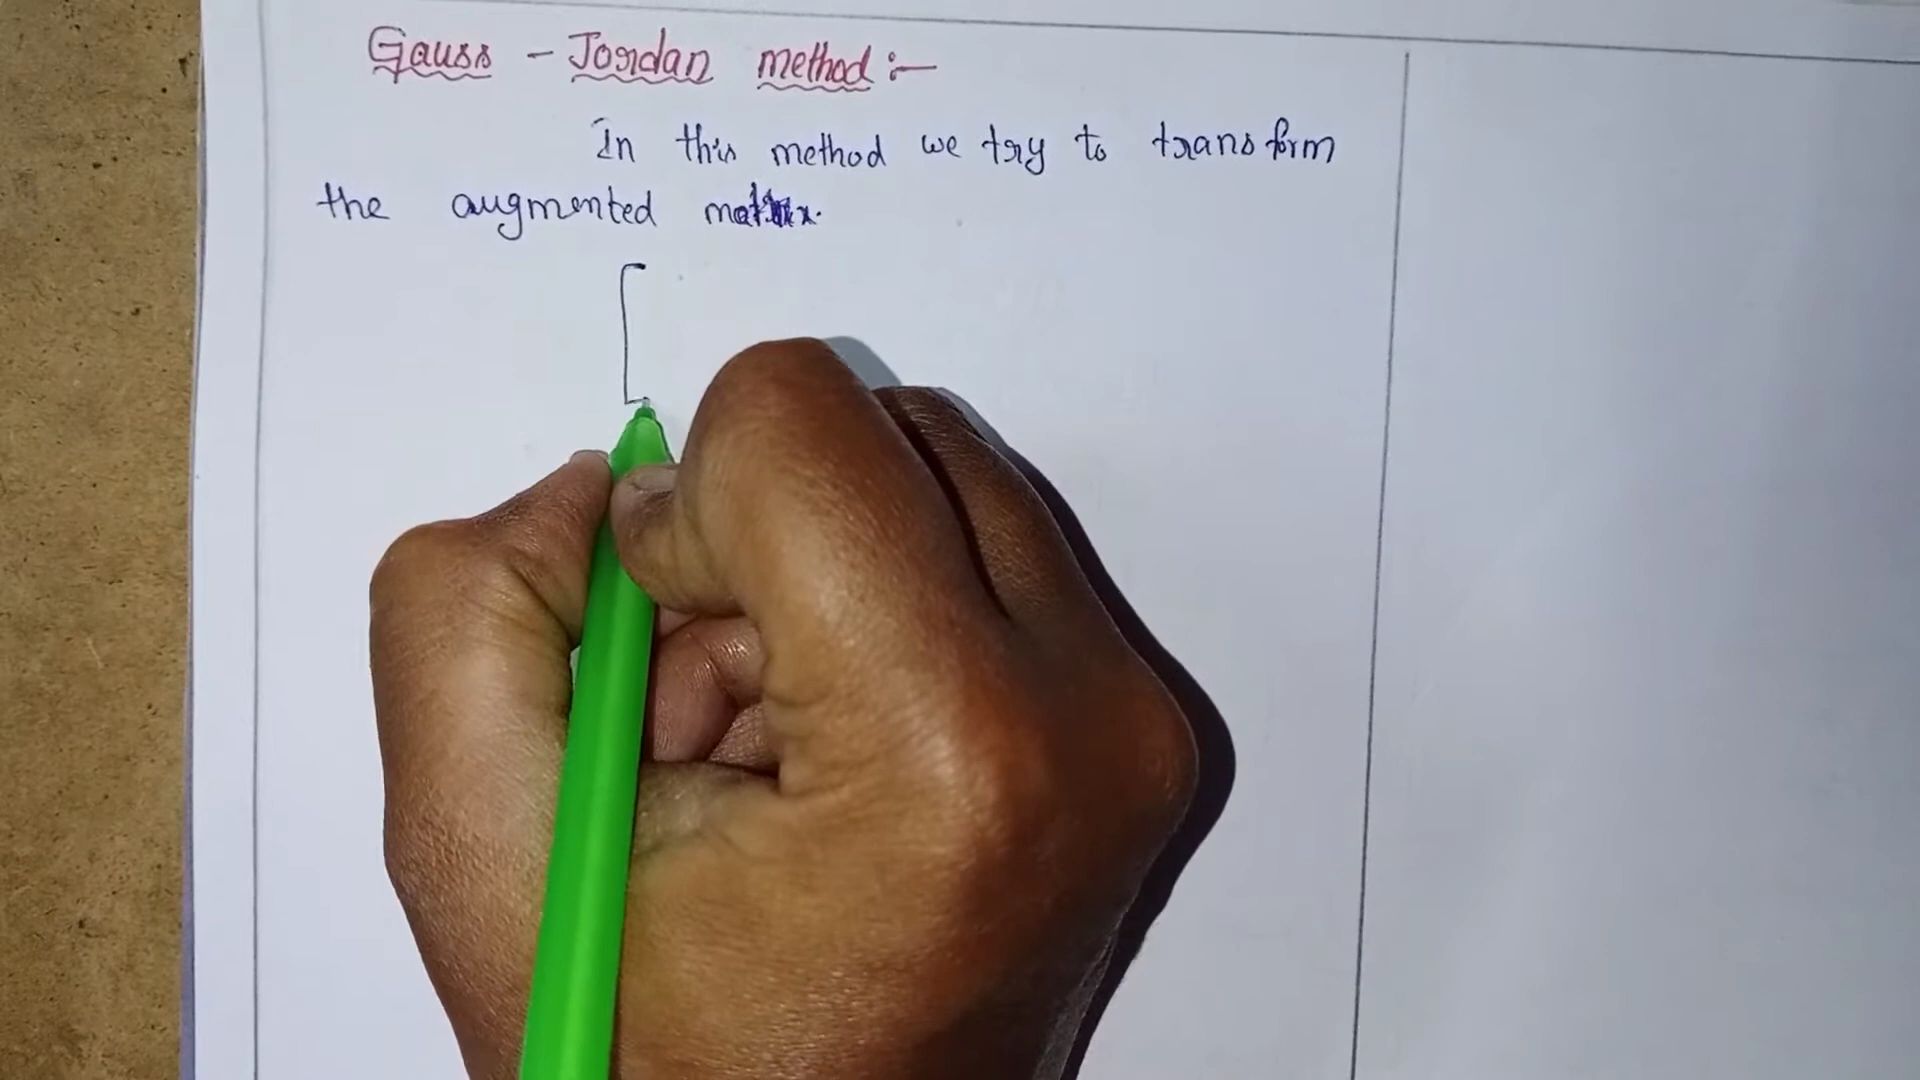 Gauss - Jordan method :-
In this method we try to transform
the augmented matrix.
[